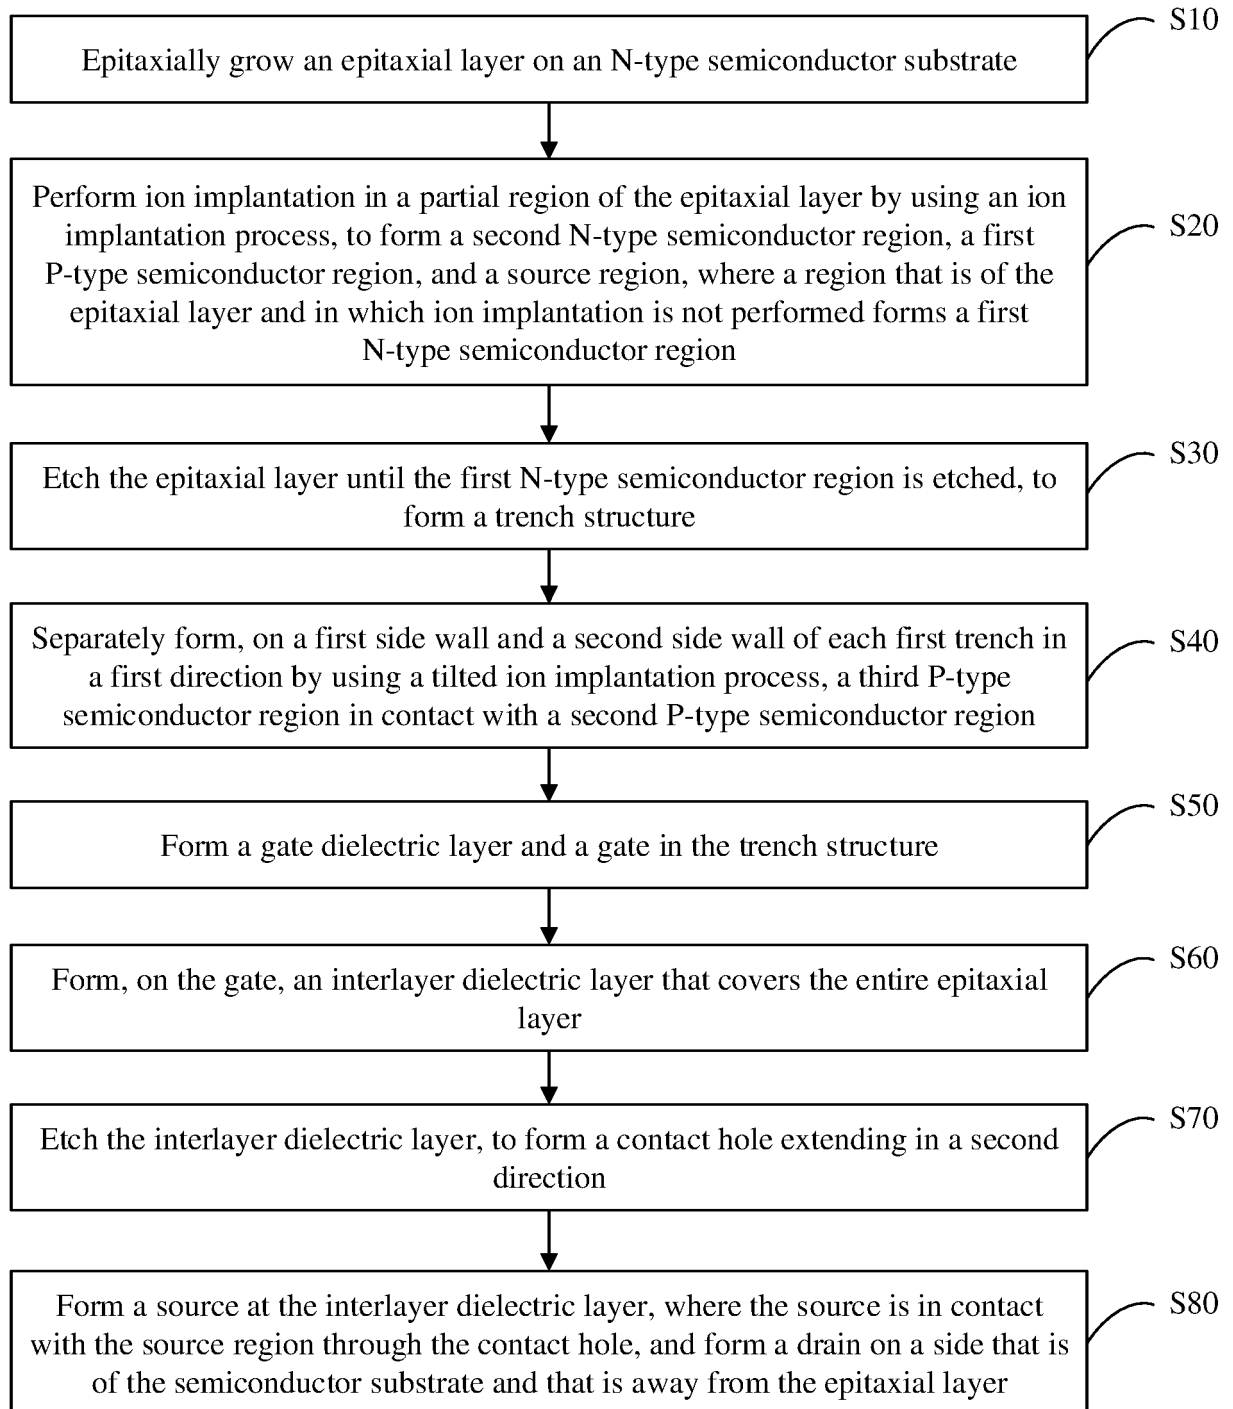 S10
Epitaxially grow an epitaxial layer on an N-type semiconductor substrate
Perform ion implantation in a partial region of the epitaxial layer by using an ion
implantation process, to form a second N-type semiconductor region, a first
P-type semiconductor region, and a source region, where a region that is of the
epitaxial layer and in which ion implantation is not performed forms a first
N-type semiconductor region
S20
Etch the epitaxial layer until the first N-type semiconductor region is etched, to
form a trench structure
S30
Separately form, on a first side wall and a second side wall of each first trench in
a first direction by using a tilted ion implantation process, a third P-type
semiconductor region in contact with a second P-type semiconductor region
S40
Form a gate dielectric layer and a gate in the trench structure
S50
Form, on the gate, an interlayer dielectric layer that covers the entire epitaxial
layer
S60
Etch the interlayer dielectric layer, to form a contact hole extending in a second
direction
S70
Form a source at the interlayer dielectric layer, where the source is in contact
with the source region through the contact hole, and form a drain on a side that is
of the semiconductor substrate and that is away from the epitaxial layer
S80